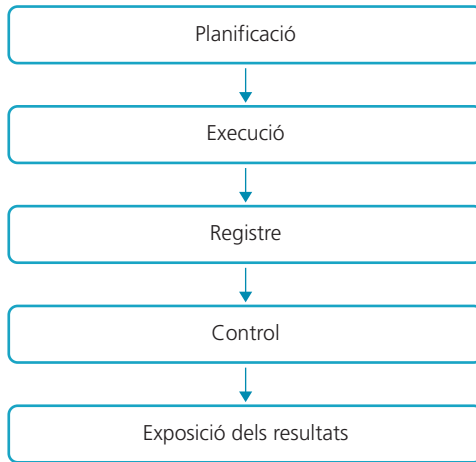 Planificació
Execució
Registre
Control
Exposició dels resultats